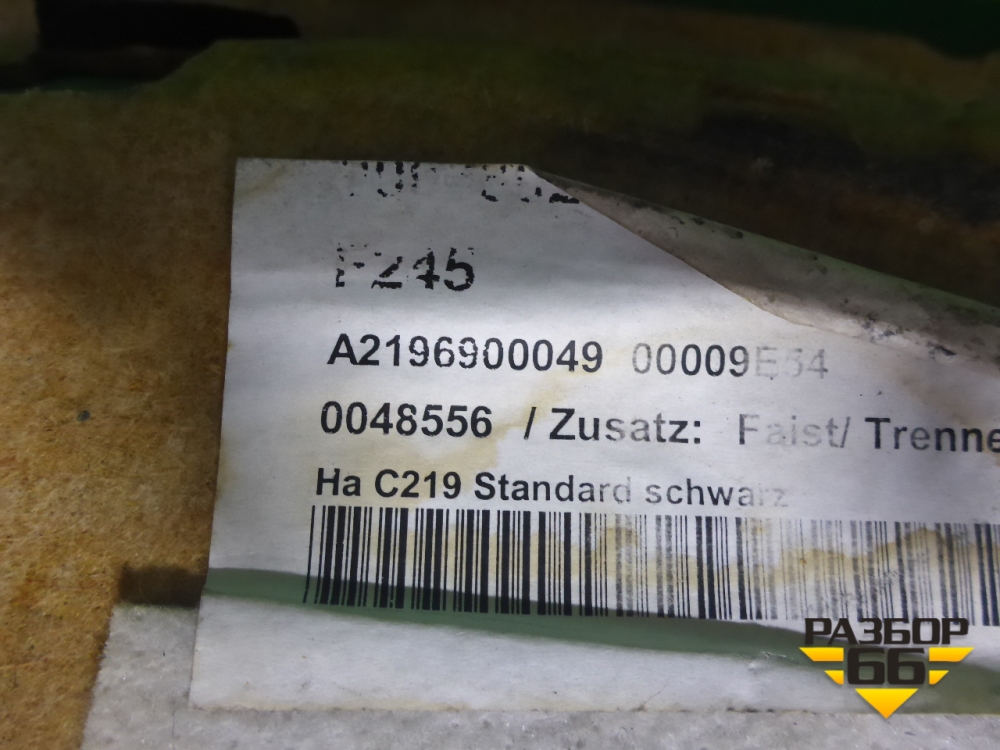 F245
A2196900049 00009E54
0048556 / Zusatz: Faist/ Trenne
Ha C219 Standard schwarz
РАЗБОР
66